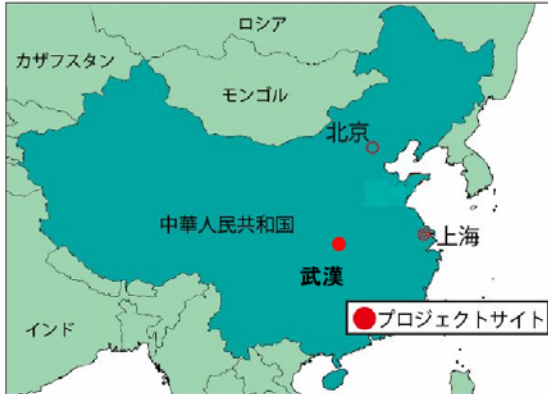 ロシア
カザフスタン
モンゴル
北京
中華人民共和国
上海
武漢
インド
プロジェクトサイト